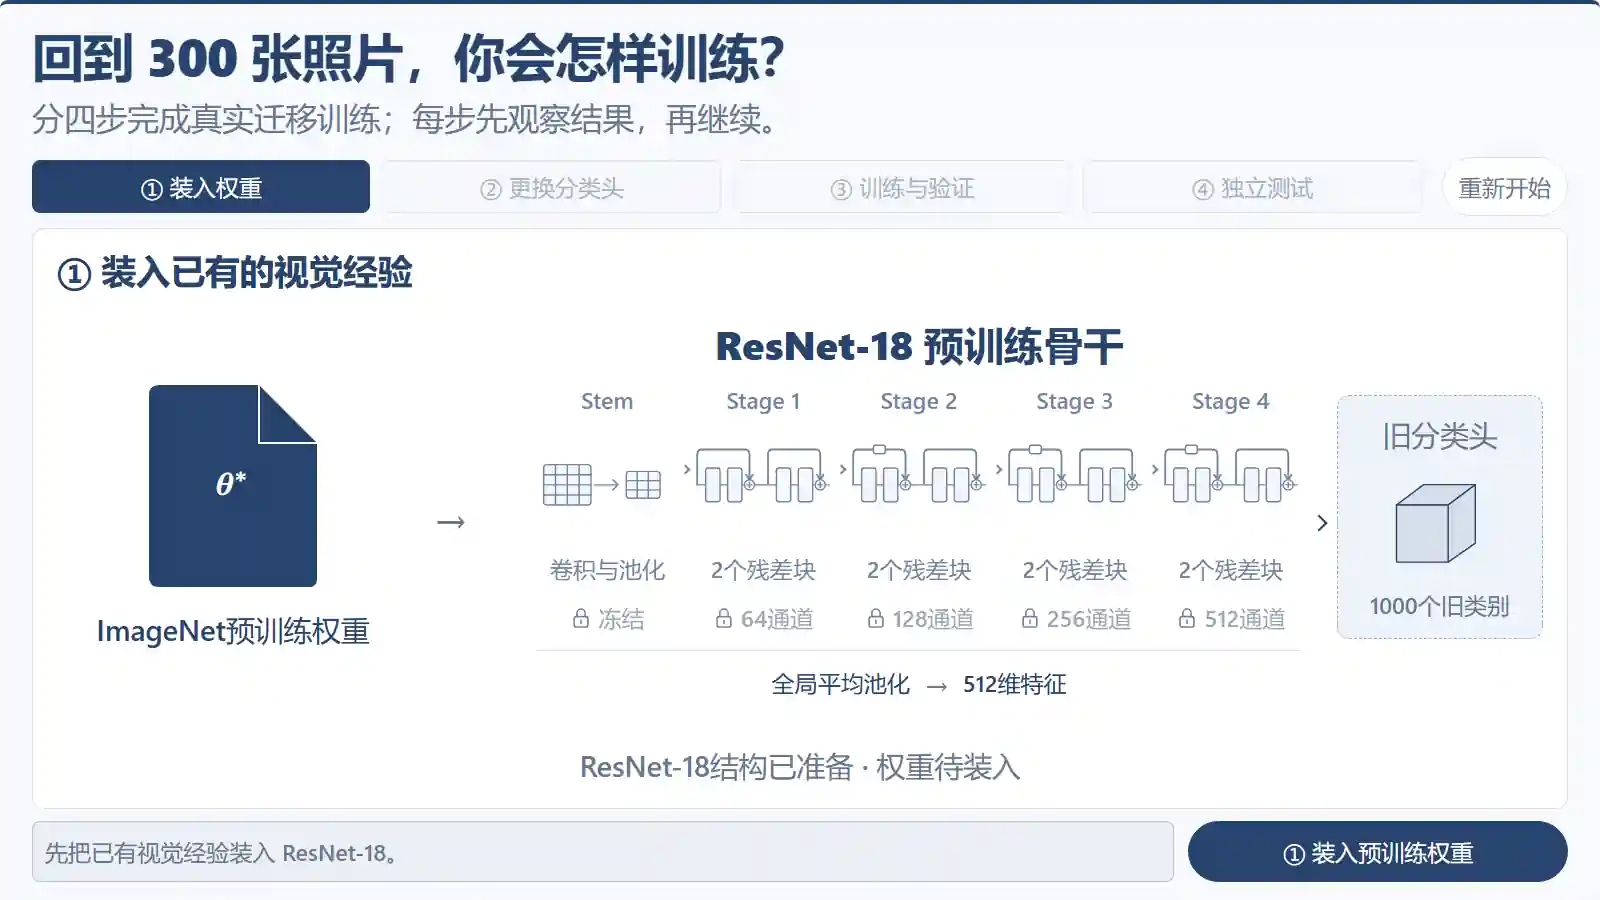 回到 300 张照片，你会怎样训练？
分四步完成真实迁移训练；每步先观察结果，再继续。
① 装入权重
② 更换分类头
③ 训练与验证
④ 独立测试
重新开始
① 装入已有的视觉经验
ResNet-18 预训练骨干
Stem
Stage 1
Stage 2
Stage 3
Stage 4
旧分类头
θ*
卷积与池化
2个残差块
2个残差块
2个残差块
2个残差块
1000个旧类别
冻结
64通道
128通道
256通道
512通道
ImageNet预训练权重
全局平均池化 → 512维特征
ResNet-18结构已准备 · 权重待装入
先把已有视觉经验装入 ResNet-18。
① 装入预训练权重